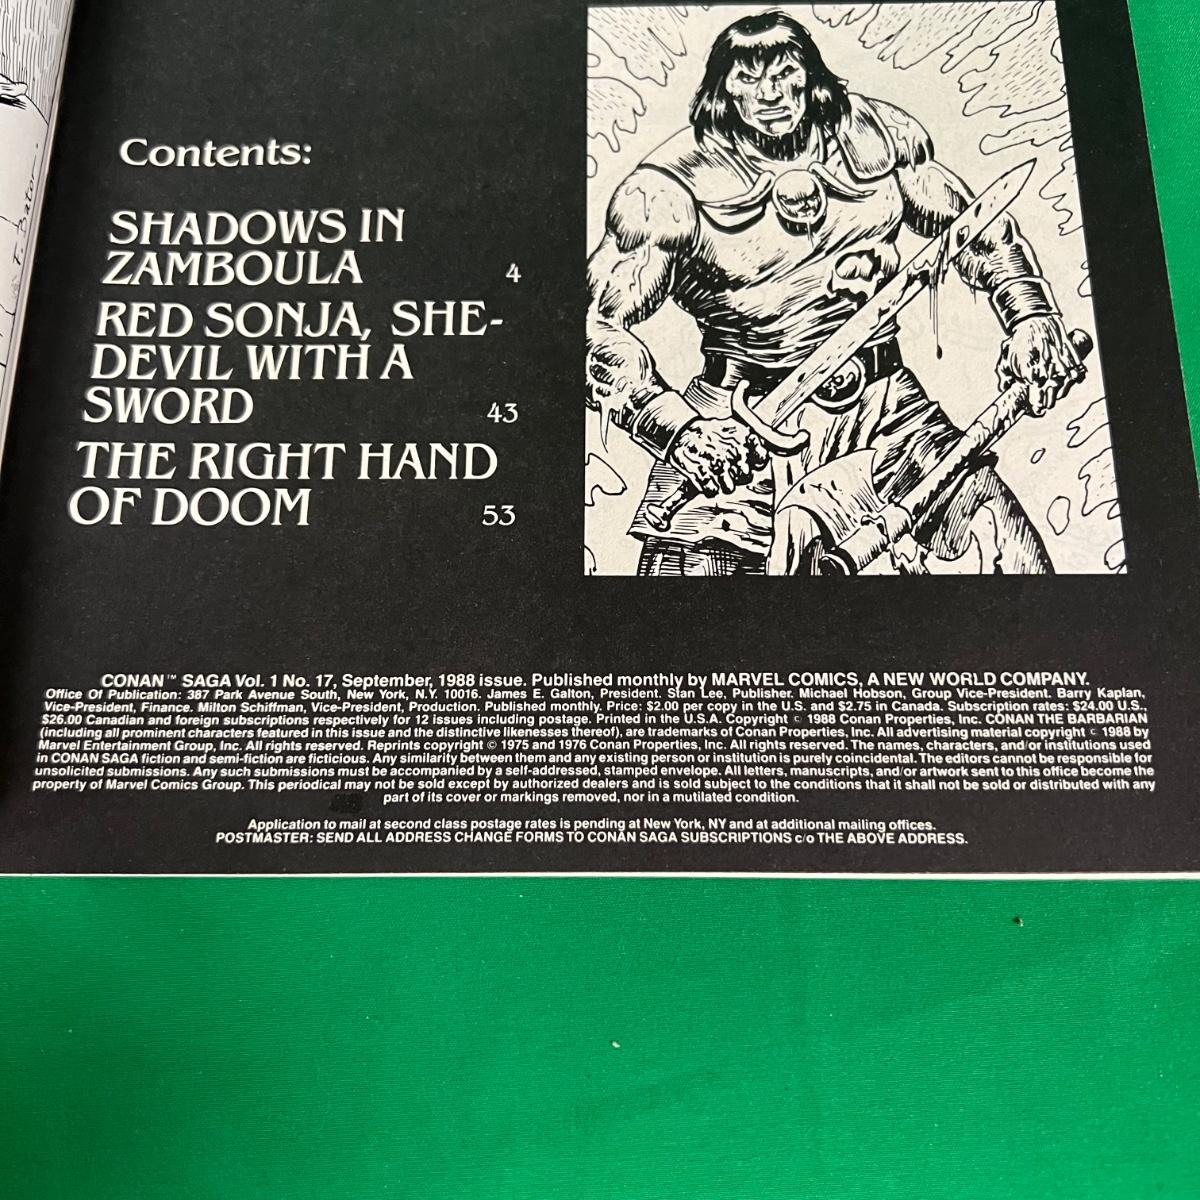 Contents:
SHADOWS IN
ZAMBOULA 4
RED SONJA, SHE-
DEVIL WITH A
SWORD 43
THE RIGHT HAND
OF DOOM 53
CONAN™ SAGA Vol. 1 No. 17, September, 1988 issue. Published monthly by MARVEL COMICS, A NEW WORLD COMPANY.
Office Of Publication: 387 Park Avenue South, New York, N.Y. 10016. James E. Galton, President. Stan Lee, Publisher. Michael Hobson, Group Vice-President. Barry Kaplan,
Vice-President, Finance. Milton Schiffman, Vice-President, Production. Published monthly. Price: $2.00 per copy in the U.S. and $2.75 in Canada. Subscription rates: $24.00 U.S.,
$26.00 Canadian and foreign subscriptions respectively for 12 issues including postage. Printed in the U.S.A. Copyright © 1988 Conan Properties, Inc. CONAN THE BARBARIAN
(including all prominent characters featured in this issue and the distinctive likenesses thereof), are trademarks of Conan Properties, Inc. All advertising material copyright © 1988 by
Marvel Entertainment Group, Inc. All rights reserved. Reprints copyright © 1975 and 1976 Conan Properties, Inc. All rights reserved. The names, characters, and/or institutions used
in CONAN SAGA fiction and semi-fiction are ficticious. Any similarity between them and any existing person or institution is purely coincidental. The editors cannot be responsible for
unsolicited submissions. Any such submissions must be accompanied by a self-addressed, stamped envelope. All letters, manuscripts, and/or artwork sent to this office become the
property of Marvel Comics Group. This periodical may not be sold except by authorized dealers and is sold subject to the conditions that it shall not be sold or distributed with any
part of its cover or markings removed, nor in a mutilated condition.
Application to mail at second class postage rates is pending at New York, NY and at additional mailing offices.
POSTMASTER: SEND ALL ADDRESS CHANGE FORMS TO CONAN SAGA SUBSCRIPTIONS c/o THE ABOVE ADDRESS.